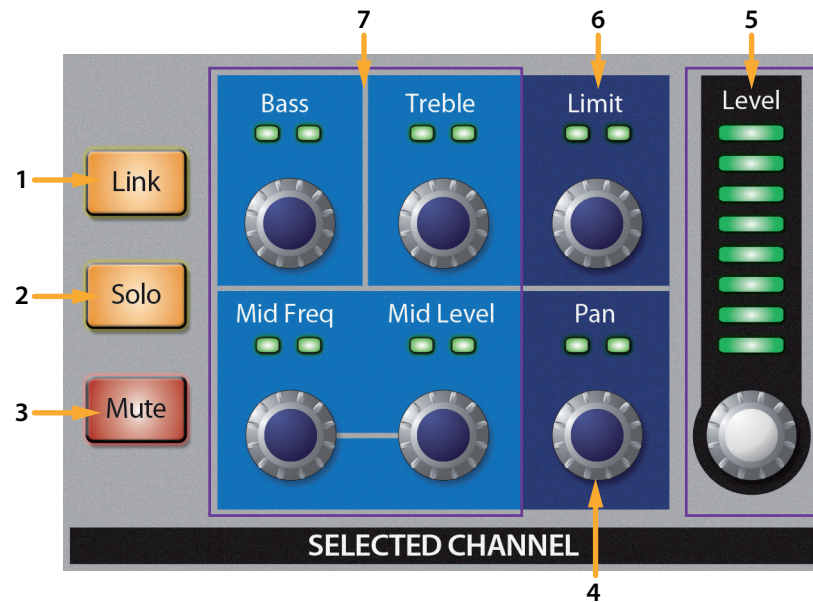 7 6 5
Bass Treble Limit Level
1 Link
2 Solo
Mid Freq Mid Level Pan
3 Mute
SELECTED CHANNEL
4